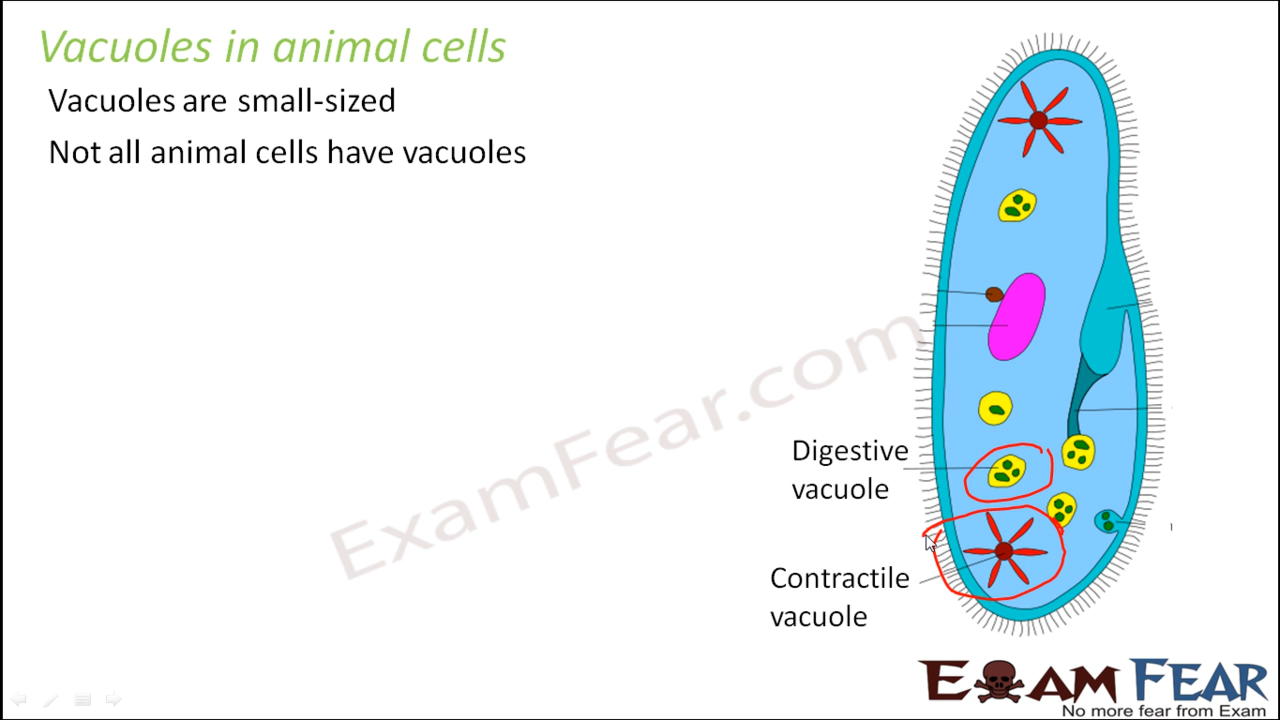 Vacuoles in animal cells
Vacuoles are small-sized
Not all animal cells have vacuoles
ExamFear.com
Digestive
vacuole
Contractile
vacuole
EXAM FEAR
No more fear from Exam